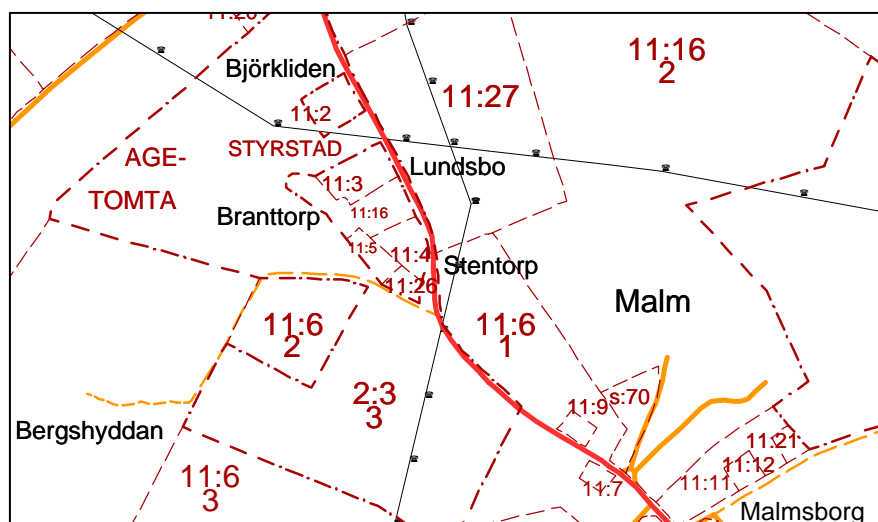 11:16
2
Björkliden
11:27
11:2
STYRSTAD
AGE-
TOMTA
Lundsbo
11:3
Branttorp
11:16
11:5
11:4
Stentorp
11:26
Malm
11:6
2
11:6
1
2:3
3
s:70
11:9
Bergshyddan
11:21
11:12
11:6
3
11:11
11:7
Malmsborg